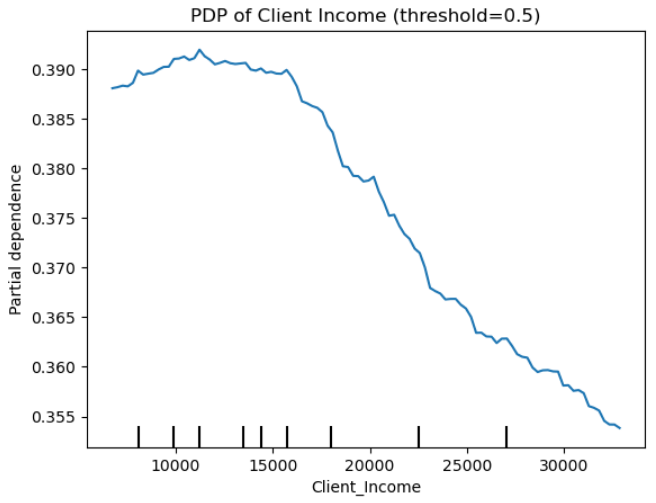 PDP of Client Income (threshold=0.5)
0.390
0.385
0.380
0.375
0.370
0.365
0.360
0.355
Partial dependence
10000 15000 20000 25000 30000
Client_Income